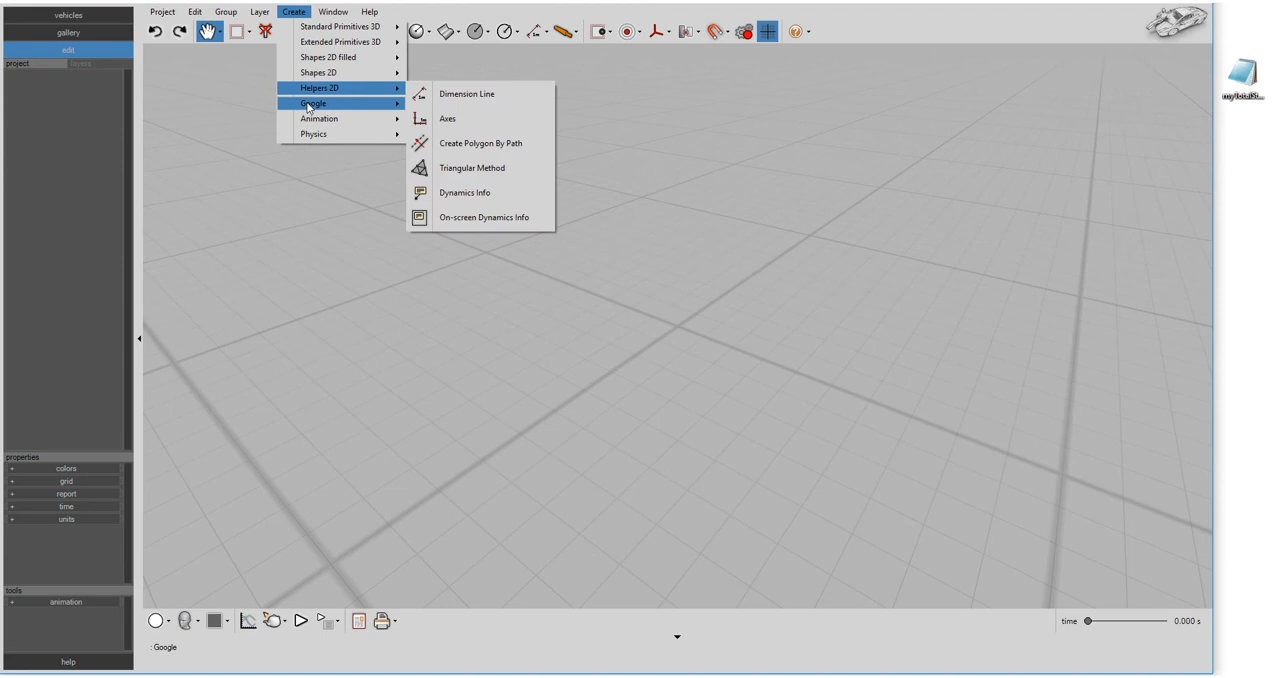 vehicles
gallery
edit
project layers
Project Edit Group Layer Create Window Help
Standard Primitives 3D
Extended Primitives 3D
Shapes 2D filled
Shapes 2D
Helpers 2D
Google
Animation
Physics
Dimension Line
Axes
Create Polygon By Path
Triangular Method
Dynamics Info
On-screen Dynamics Info
myTotalSt...
properties
+ colors
+ grid
+ report
+ time
+ units
tools
+ animation
help
time 0.000 s
: Google